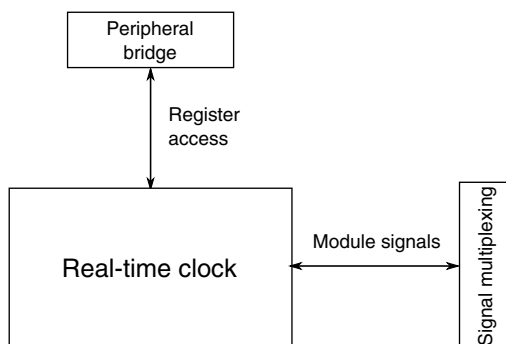 Peripheral
bridge
Register
access
Real-time clock
Module signals
Signal multiplexing